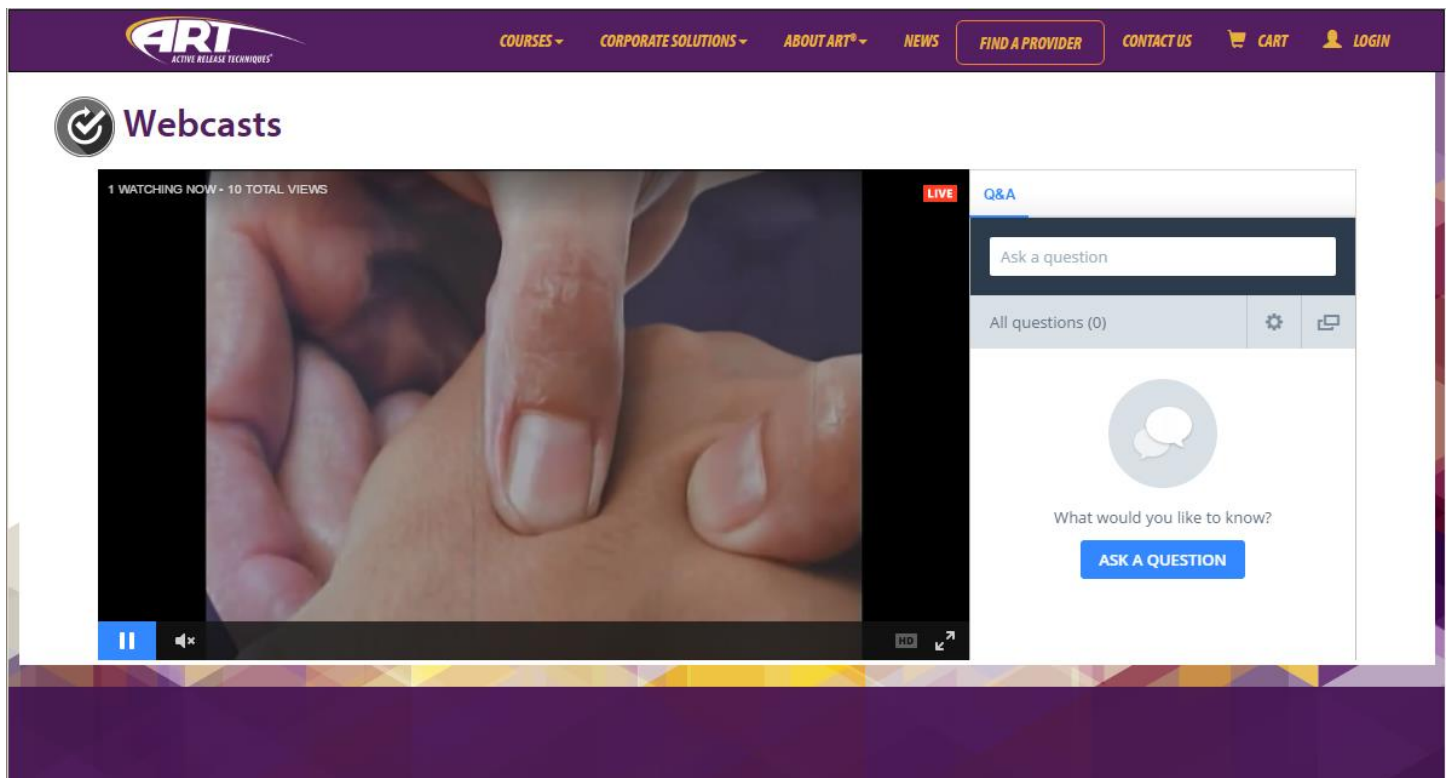 ART
ACTIVE RELEASE TECHNIQUES®
COURSES
CORPORATE SOLUTIONS
ABOUT ART®
NEWS
FIND A PROVIDER
CONTACT US
CART
LOGIN
Webcasts
1 WATCHING NOW - 10 TOTAL VIEWS
LIVE
Q&A
Ask a question
All questions (0)
What would you like to know?
ASK A QUESTION
HD